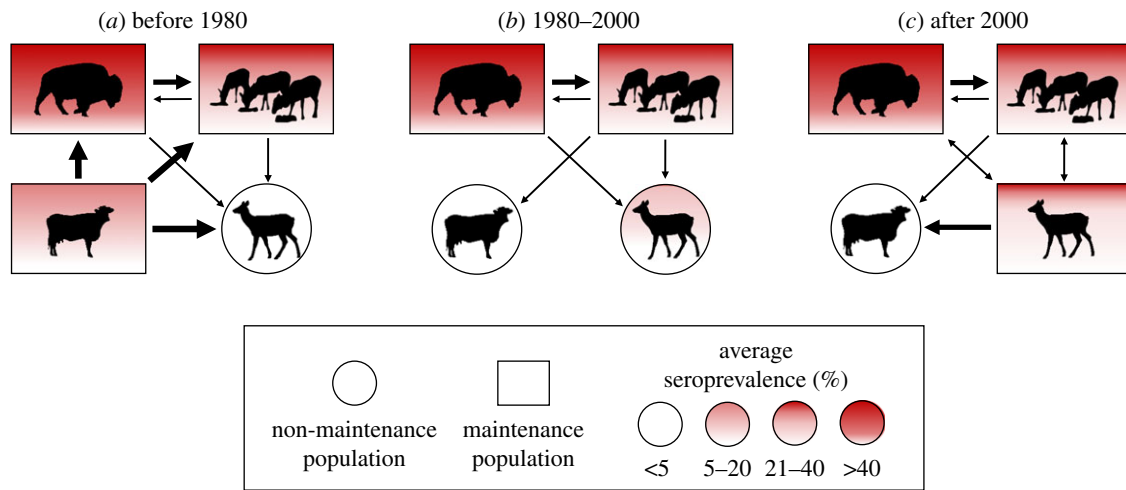 (a) before 1980
(b) 1980–2000
(c) after 2000
non-maintenance
population
maintenance
population
average
seroprevalence (%)
<5
5–20
21–40
>40